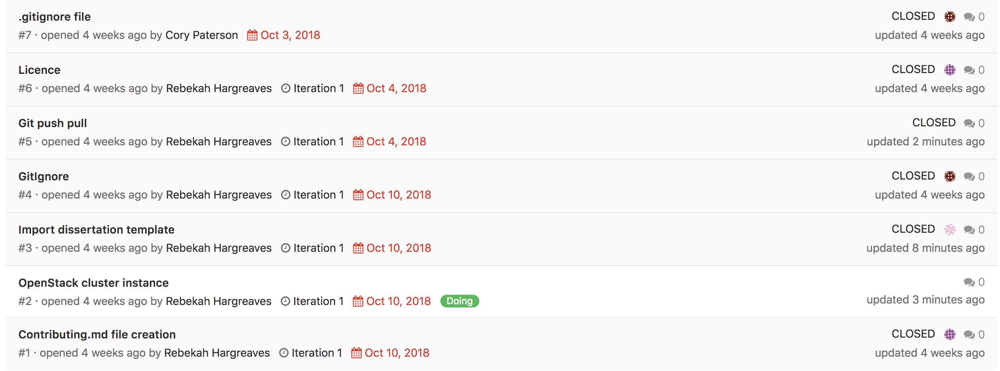 .gitignore file CLOSED 0
#7 · opened 4 weeks ago by Cory Paterson Oct 3, 2018 updated 4 weeks ago
Licence CLOSED 0
#6 · opened 4 weeks ago by Rebekah Hargreaves Iteration 1 Oct 4, 2018 updated 4 weeks ago
Git push pull CLOSED 0
#5 · opened 4 weeks ago by Rebekah Hargreaves Iteration 1 Oct 4, 2018 updated 2 minutes ago
GitIgnore CLOSED 0
#4 · opened 4 weeks ago by Rebekah Hargreaves Iteration 1 Oct 10, 2018 updated 4 weeks ago
Import dissertation template CLOSED 0
#3 · opened 4 weeks ago by Rebekah Hargreaves Iteration 1 Oct 10, 2018 updated 8 minutes ago
OpenStack cluster instance 0
#2 · opened 4 weeks ago by Rebekah Hargreaves Iteration 1 Oct 10, 2018 Doing updated 3 minutes ago
Contributing.md file creation CLOSED 0
#1 · opened 4 weeks ago by Rebekah Hargreaves Iteration 1 Oct 10, 2018 updated 4 weeks ago